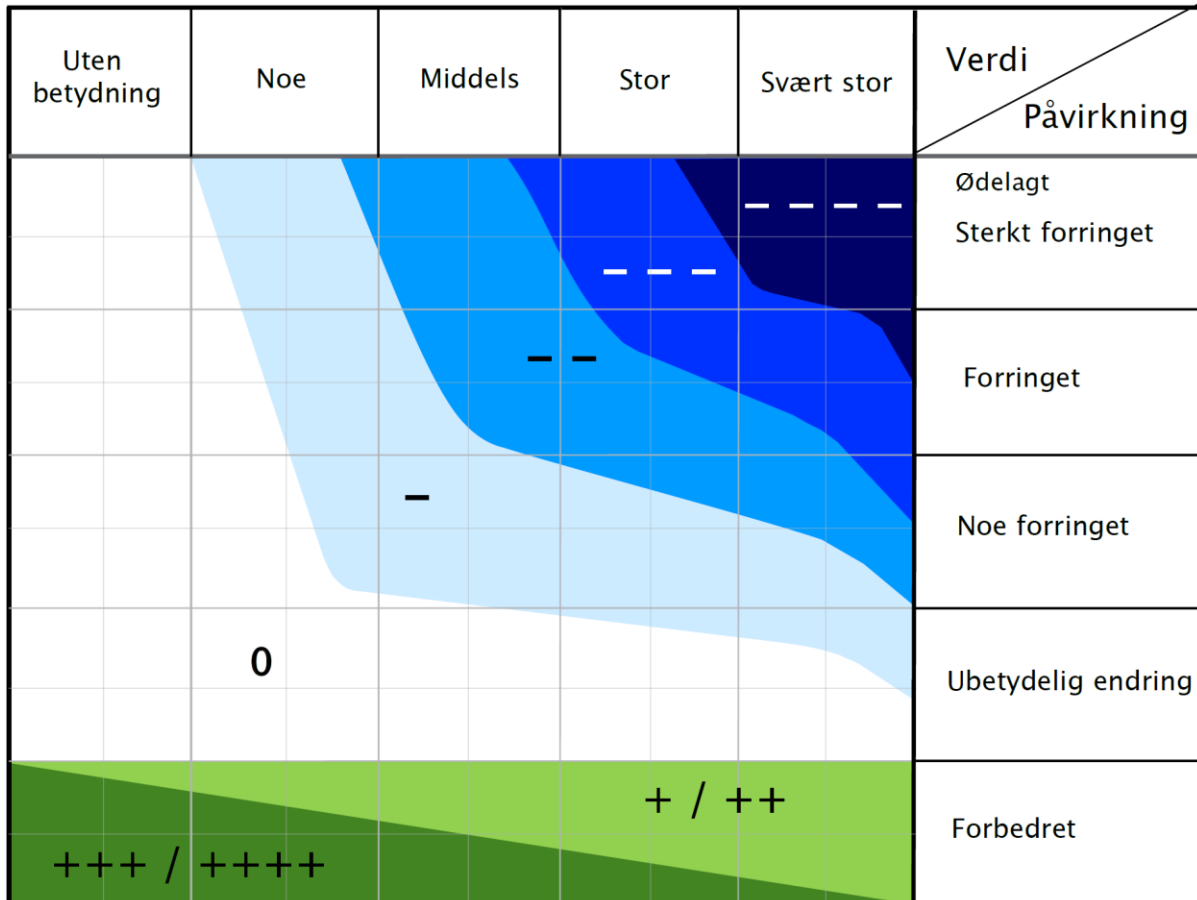 Uten
betydning
Noe
Middels
Stor
Svært stor
Verdi
Påvirkning
Ødelagt
– – – –
Sterkt forringet
– – –
– –
Forringet
–
Noe forringet
0
Ubetydelig endring
+ / ++
Forbedret
+++ / ++++